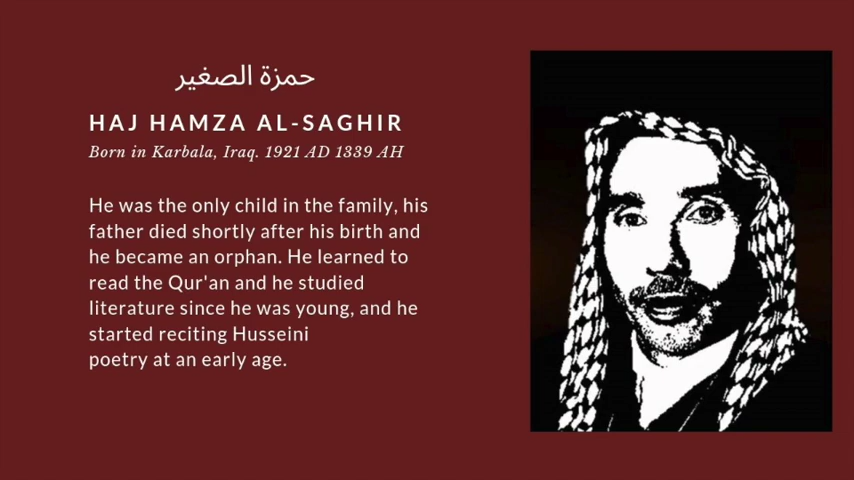 حمزة الصغير
HAJ HAMZA AL-SAGHIR
Born in Karbala, Iraq. 1921 AD 1339 AH
He was the only child in the family, his
father died shortly after his birth and
he became an orphan. He learned to
read the Qur'an and he studied
literature since he was young, and he
started reciting Husseini
poetry at an early age.